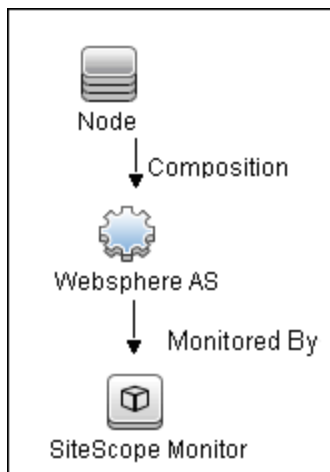 Node
Composition
Websphere AS
Monitored By
SiteScope Monitor